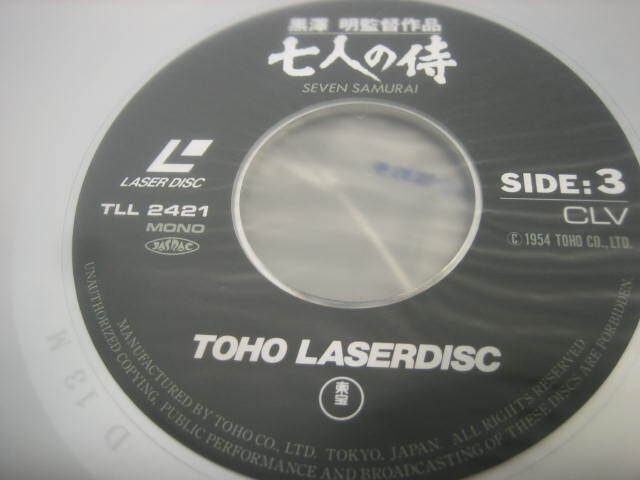 黒澤 明監督作品
七人の侍
SEVEN SAMURAI
LASER DISC
TLL 2421
MONO
SIDE:3
CLV
© 1954 TOHO CO., LTD.
TOHO LASERDISC
東宝
MANUFACTURED BY TOHO CO., LTD. TOKYO, JAPAN. ALL RIGHTS RESERVED
UNAUTHORIZED COPYING, PUBLIC PERFORMANCE AND BROADCASTING OF THESE DISCS ARE FORBIDDEN
D 13 M